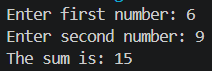 Enter first number: 6
Enter second number: 9
The sum is: 15